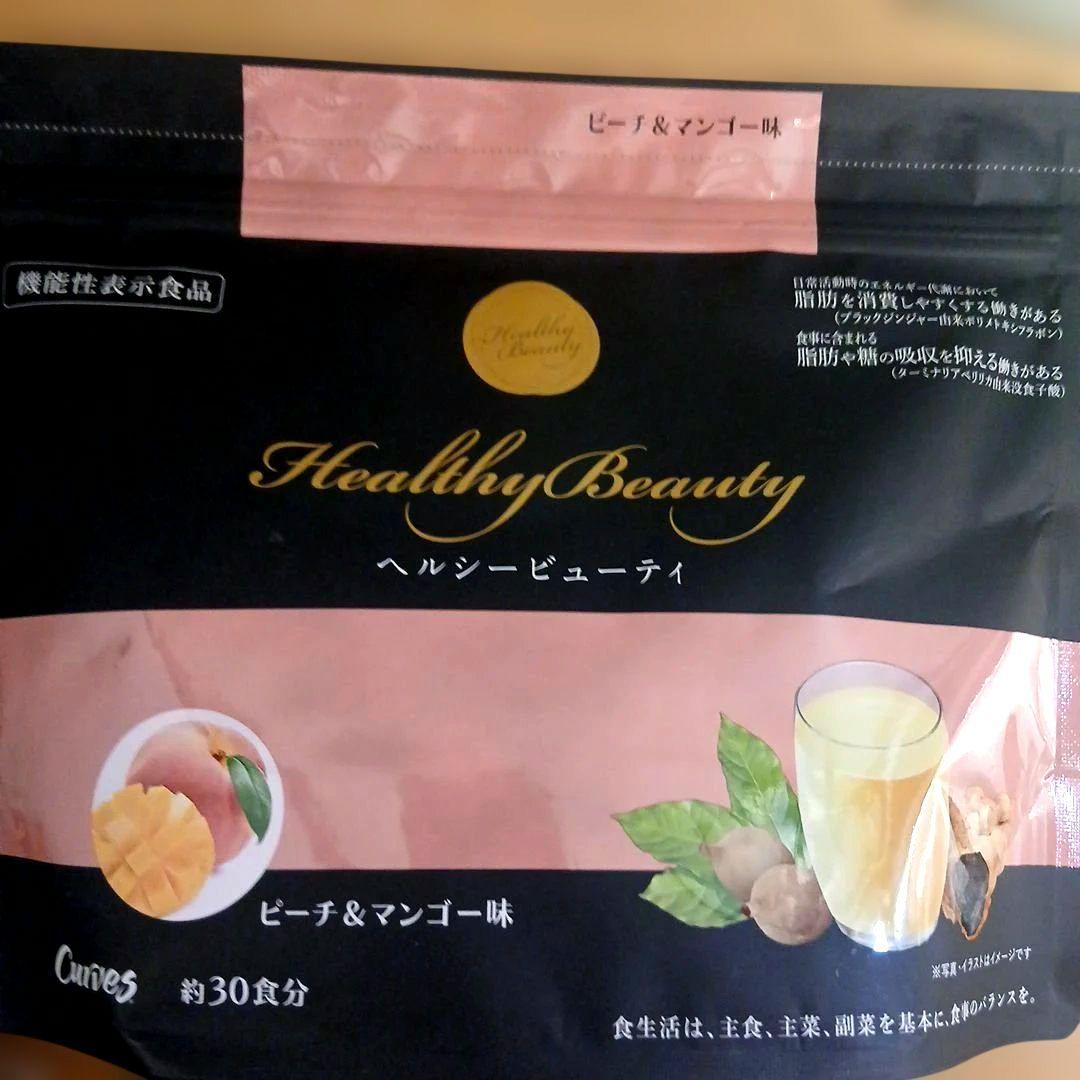 ピーチ&マンゴー味
機能性表示食品
日常活動時のエネルギー代謝において
脂肪を消費しやすくする働きがある
(ブラックジンジャー由来ポリメトキシフラボン)
食事に含まれる
脂肪や糖の吸収を抑える働きがある
(ターミナリアベリリカ由来没食子酸)
Healthy
Beauty
Healthy Beauty
ヘルシービューティ
ピーチ&マンゴー味
Curves
約30食分
※写真・イラストはイメージです
食生活は、主食、主菜、副菜を基本に、食事のバランスを。